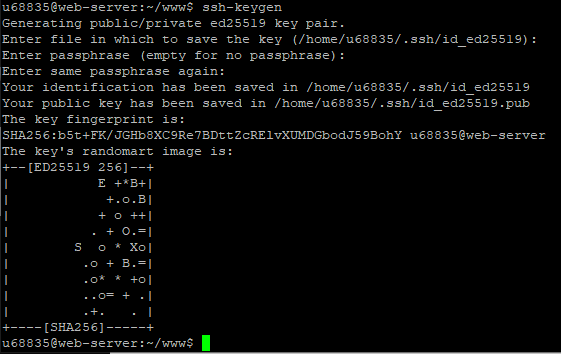 u68835@web-server:~/www$ ssh-keygen
Generating public/private ed25519 key pair.
Enter file in which to save the key (/home/u68835/.ssh/id_ed25519):
Enter passphrase (empty for no passphrase):
Enter same passphrase again:
Your identification has been saved in /home/u68835/.ssh/id_ed25519
Your public key has been saved in /home/u68835/.ssh/id_ed25519.pub
The key fingerprint is:
SHA256:b5t+FK/JGHb8XC9Re7BDttZcRElvXUMDGbodJ59BohY u68835@web-server
The key's randomart image is:
+--[ED25519 256]--+
|           E +*B+|
|            +.o.B|
|           + o ++|
|          . + O.=|
|        S  o * Xo|
|         .o + B.=|
|         .o* * +o|
|         ..o= + .|
|         .+.   . |
+----[SHA256]-----+
u68835@web-server:~/www$